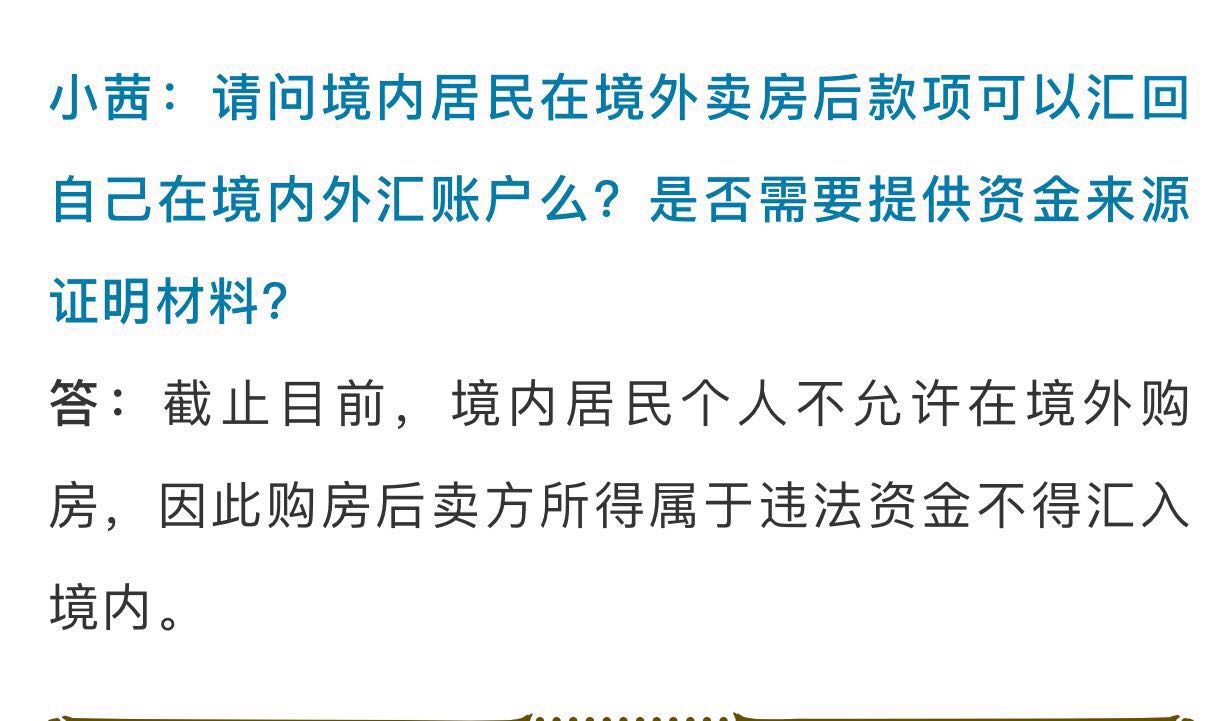 小茜：请问境内居民在境外卖房后款项可以汇回
自己在境内外汇账户么？是否需要提供资金来源
证明材料？
答：截止目前，境内居民个人不允许在境外购
房，因此购房后卖方所得属于违法资金不得汇入
境内。